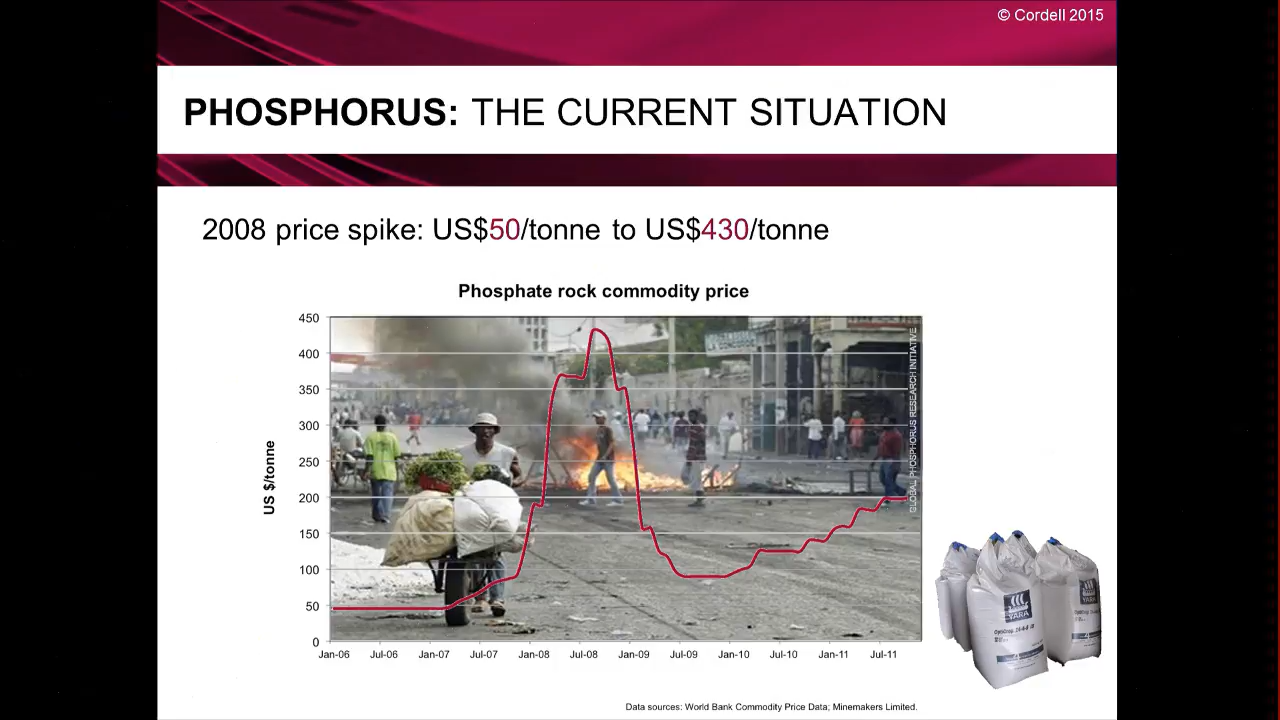 © Cordell 2015
PHOSPHORUS: THE CURRENT SITUATION
2008 price spike: US$50/tonne to US$430/tonne
Phosphate rock commodity price
450
400
350
300
250
200
150
100
50
0
US $/tonne
GLOBAL PHOSPHORUS RESEARCH INITIATIVE
Jan-06 Jul-06 Jan-07 Jul-07 Jan-08 Jul-08 Jan-09 Jul-09 Jan-10 Jul-10 Jan-11 Jul-11
YARA
YARA
Data sources: World Bank Commodity Price Data; Minemakers Limited.